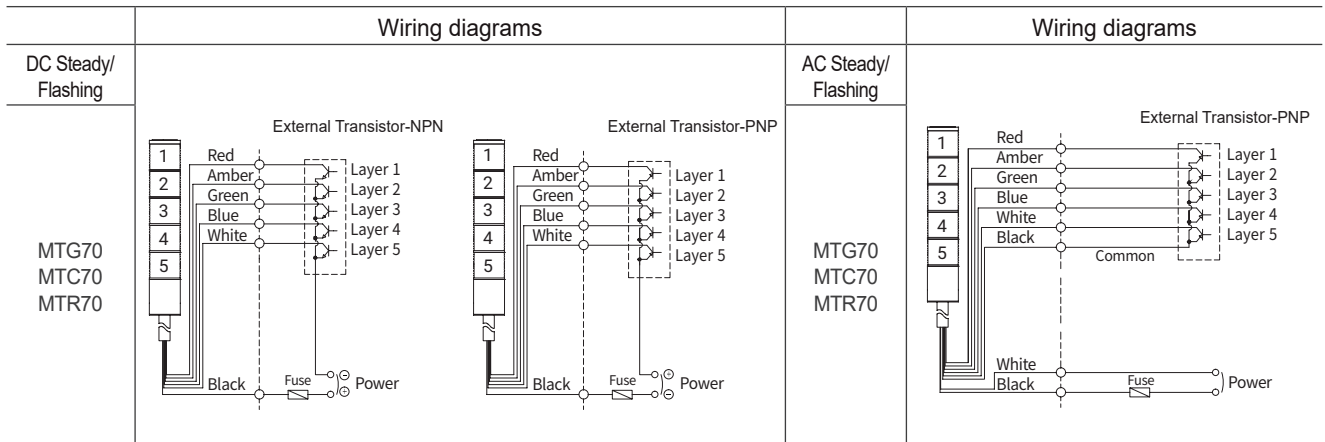 Wiring diagrams
Wiring diagrams
DC Steady/
Flashing
AC Steady/
Flashing
MTG70
MTC70
MTR70
External Transistor-NPN
1
2
3
4
5
Red
Amber
Green
Blue
White
Layer 1
Layer 2
Layer 3
Layer 4
Layer 5
Black
Fuse
⊖
⊕
Power
External Transistor-PNP
1
2
3
4
5
Red
Amber
Green
Blue
White
Layer 1
Layer 2
Layer 3
Layer 4
Layer 5
Black
Fuse
⊕
⊖
Power
MTG70
MTC70
MTR70
External Transistor-PNP
1
2
3
4
5
Red
Amber
Green
Blue
White
Black
Common
Layer 1
Layer 2
Layer 3
Layer 4
Layer 5
White
Black
Fuse
Power